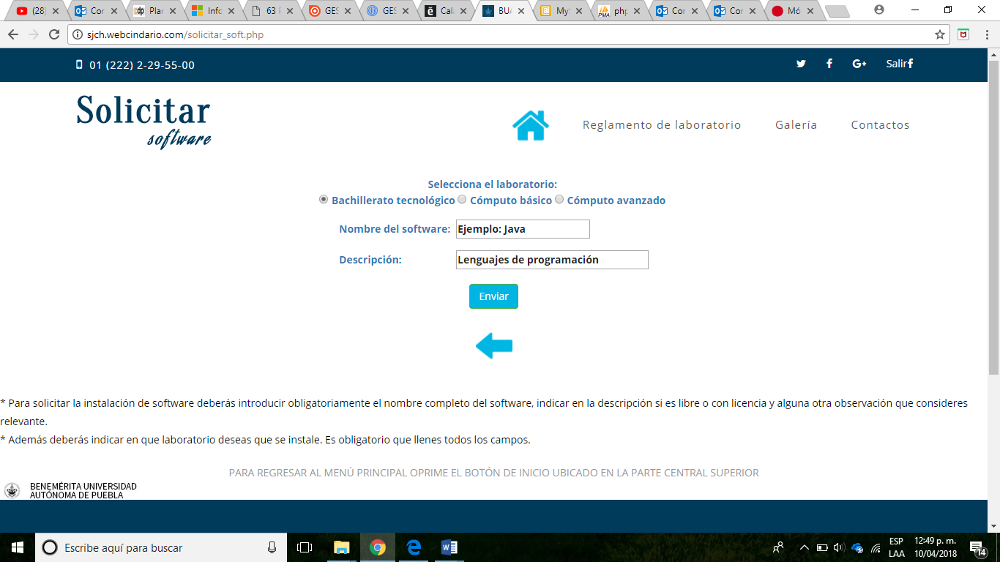 (28)
Cor
Plar
Info
63 F
GES
GES
Cala
BUA
MyS
php
Cor
Cor
Mó
sjch.webcindario.com/solicitar_soft.php
01 (222) 2-29-55-00
Salir
Solicitar
software
Reglamento de laboratorio
Galería
Contactos
Selecciona el laboratorio:
Bachillerato tecnológico Cómputo básico Cómputo avanzado
Nombre del software: Ejemplo: Java
Descripción: Lenguajes de programación
Enviar
* Para solicitar la instalación de software deberás introducir obligatoriamente el nombre completo del software, indicar en la descripción si es libre o con licencia y alguna otra observación que consideres
relevante.
* Además deberás indicar en que laboratorio deseas que se instale. Es obligatorio que llenes todos los campos.
PARA REGRESAR AL MENÚ PRINCIPAL OPRIME EL BOTÓN DE INICIO UBICADO EN LA PARTE CENTRAL SUPERIOR
BENEMÉRITA UNIVERSIDAD
AUTÓNOMA DE PUEBLA
Escribe aquí para buscar
ESP
LAA
12:49 p. m.
10/04/2018
14